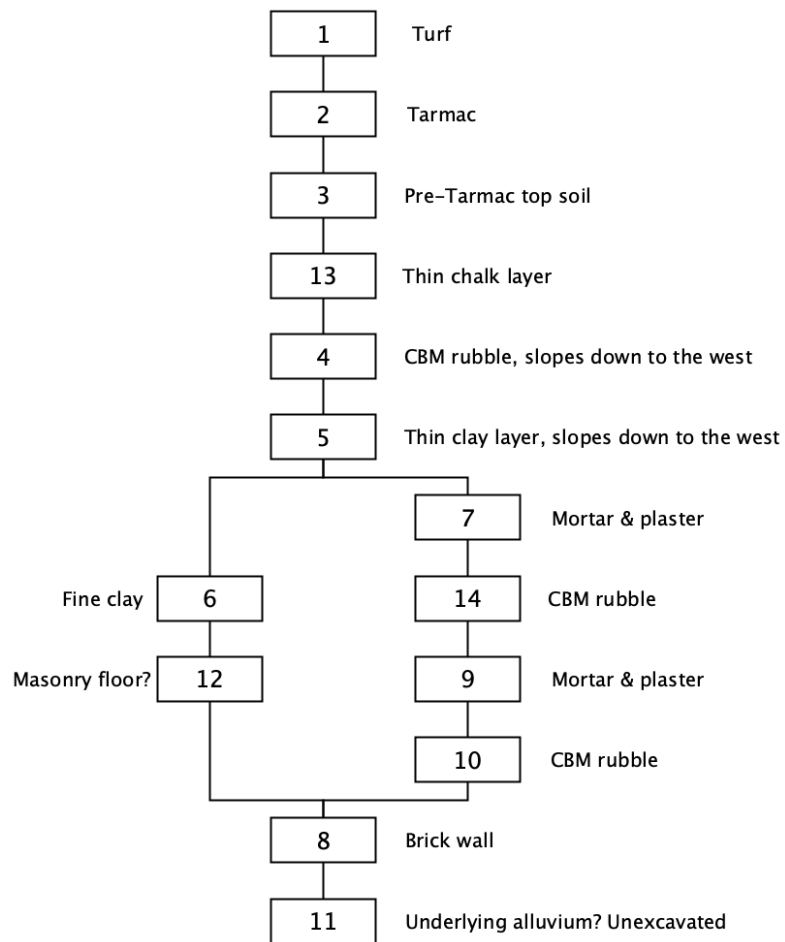 1 Turf
2 Tarmac
3 Pre-Tarmac top soil
13 Thin chalk layer
4 CBM rubble, slopes down to the west
5 Thin clay layer, slopes down to the west
7 Mortar & plaster
Fine clay 6 14 CBM rubble
Masonry floor? 12 9 Mortar & plaster
10 CBM rubble
8 Brick wall
11 Underlying alluvium? Unexcavated